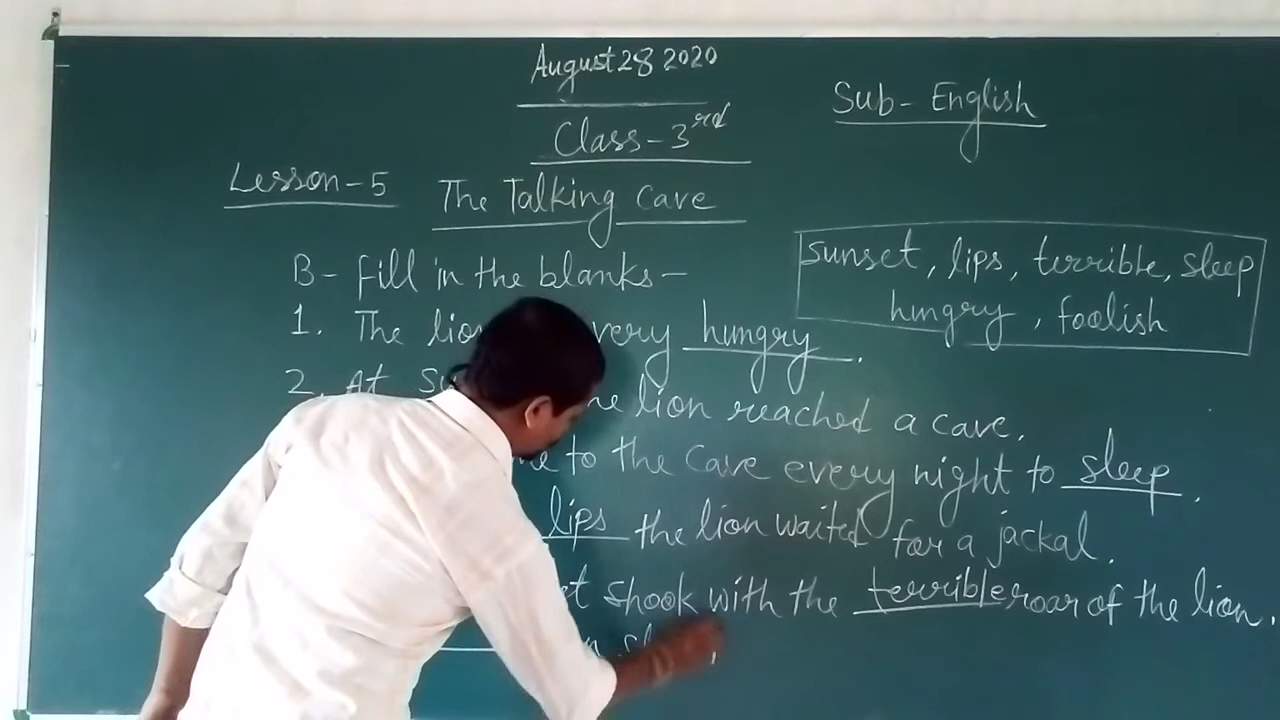 August 28 2020
Sub - English
Class - 3rd
Lesson - 5 The Talking Cave
sunset, lips, terrible, sleep
hungry, foolish
B - fill in the blanks -
1. The very hungry.
2. At lion reached a cave.
to the cave every night to sleep.
lips the lion waited for a jackal.
shook with the terrible roar of the lion.